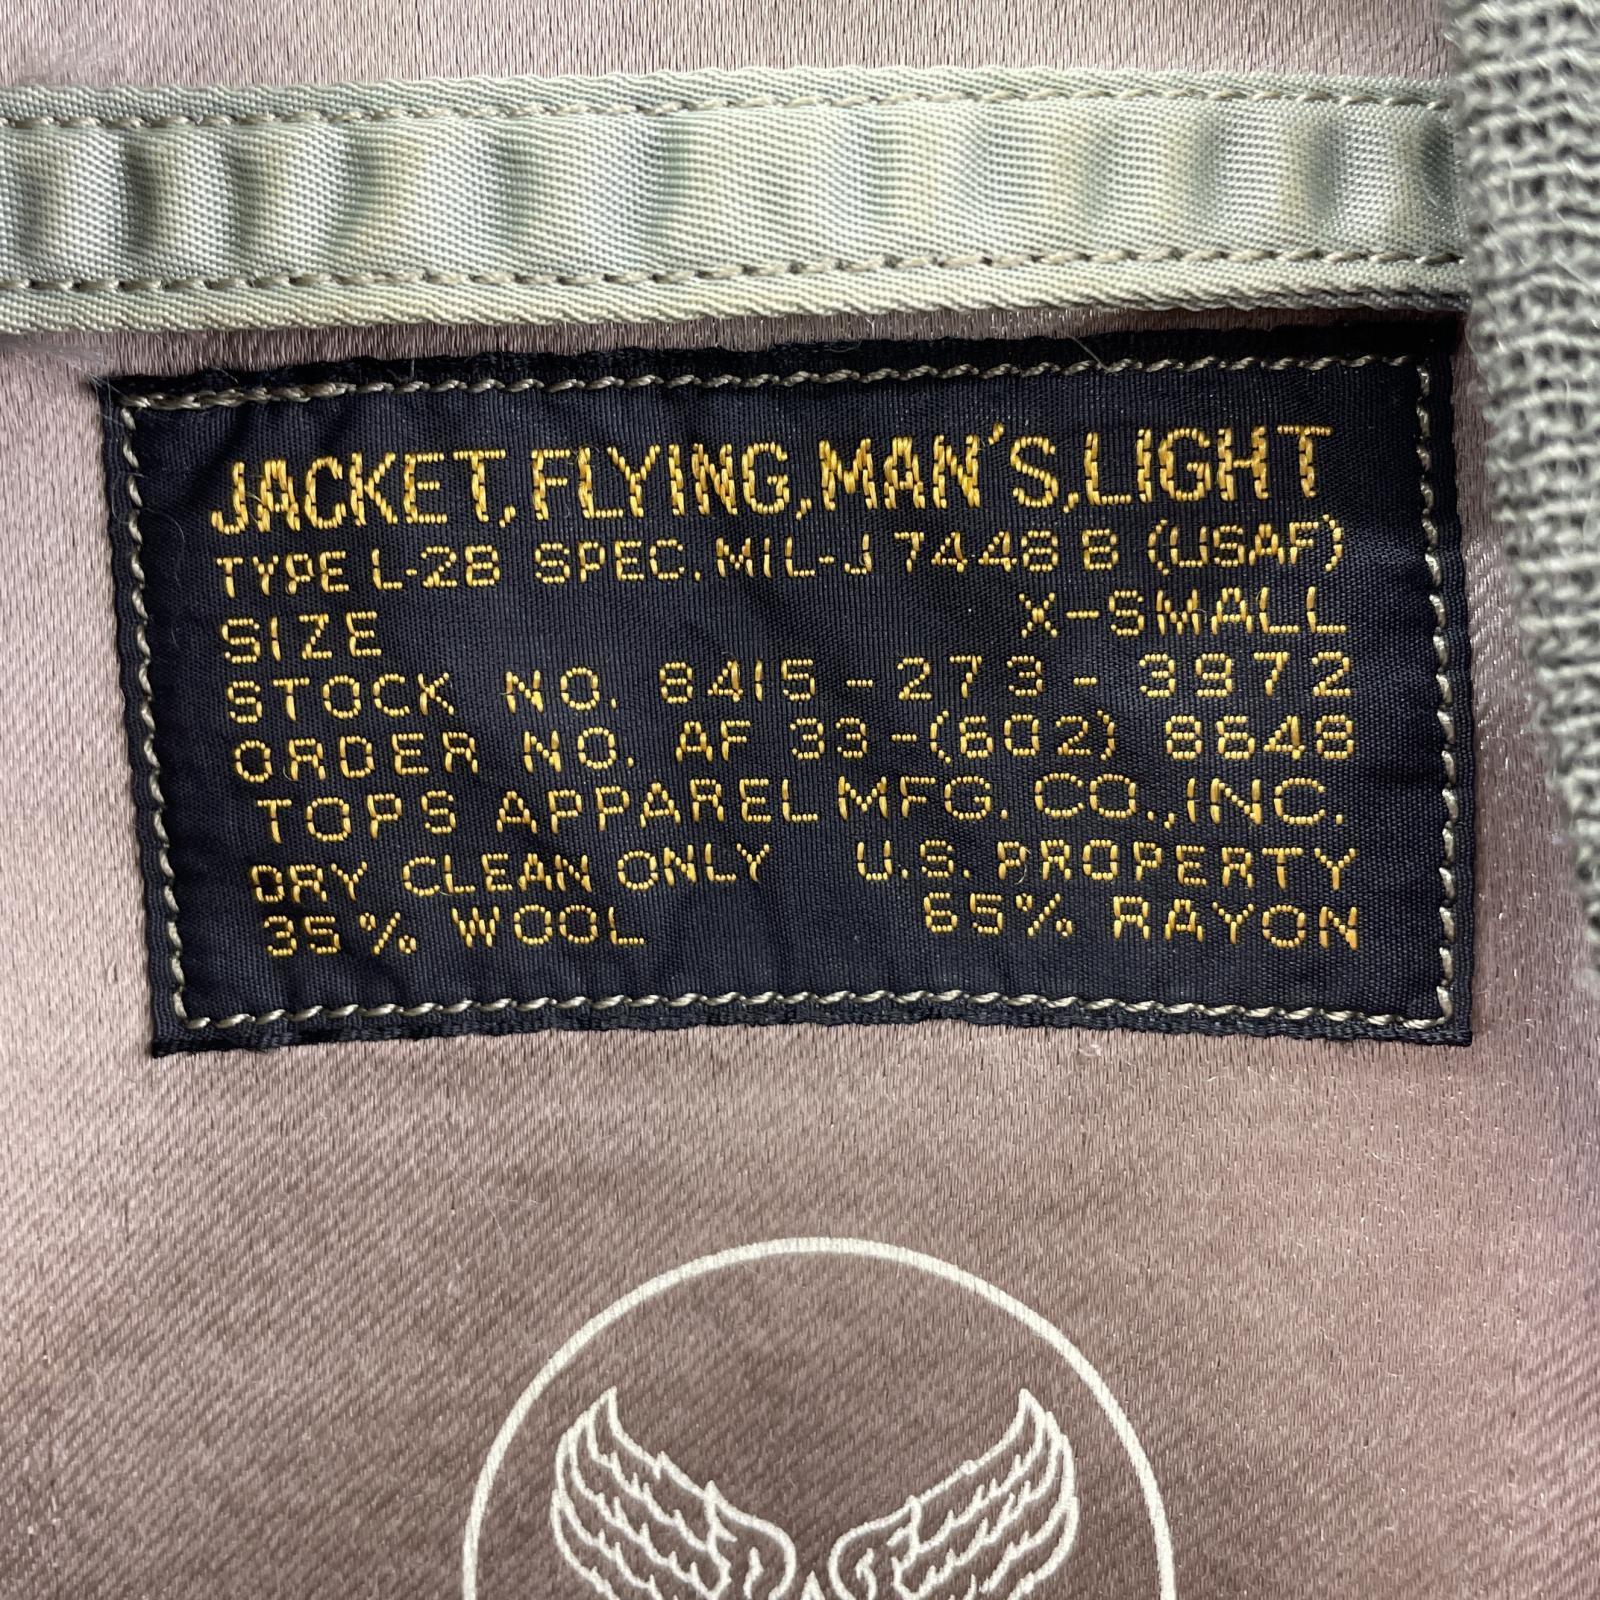 JACKET, FLYING, MAN'S, LIGHT
TYPE L-2B SPEC. MIL-J 7448 B (USAF)
SIZE X-SMALL
STOCK NO. 8415-273-3972
ORDER NO. AF 33-(602) 8648
TOPS APPAREL MFG. CO., INC.
DRY CLEAN ONLY U.S. PROPERTY
35% WOOL 65% RAYON